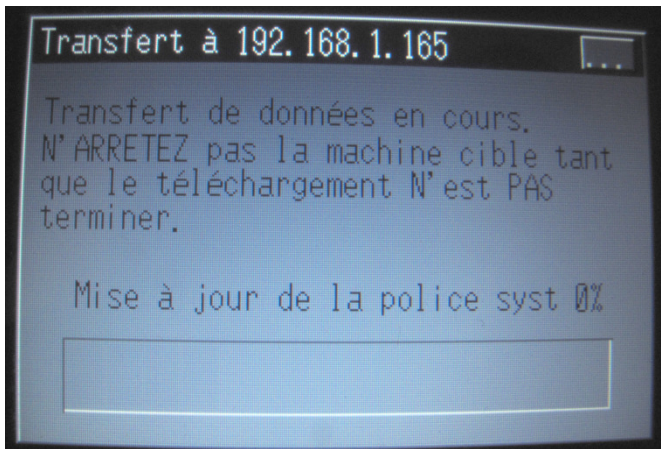 Transfert à 192.168.1.165
...
Transfert de données en cours.
N'ARRETEZ pas la machine cible tant
que le téléchargement N'est PAS
terminer.
Mise à jour de la police syst 0%